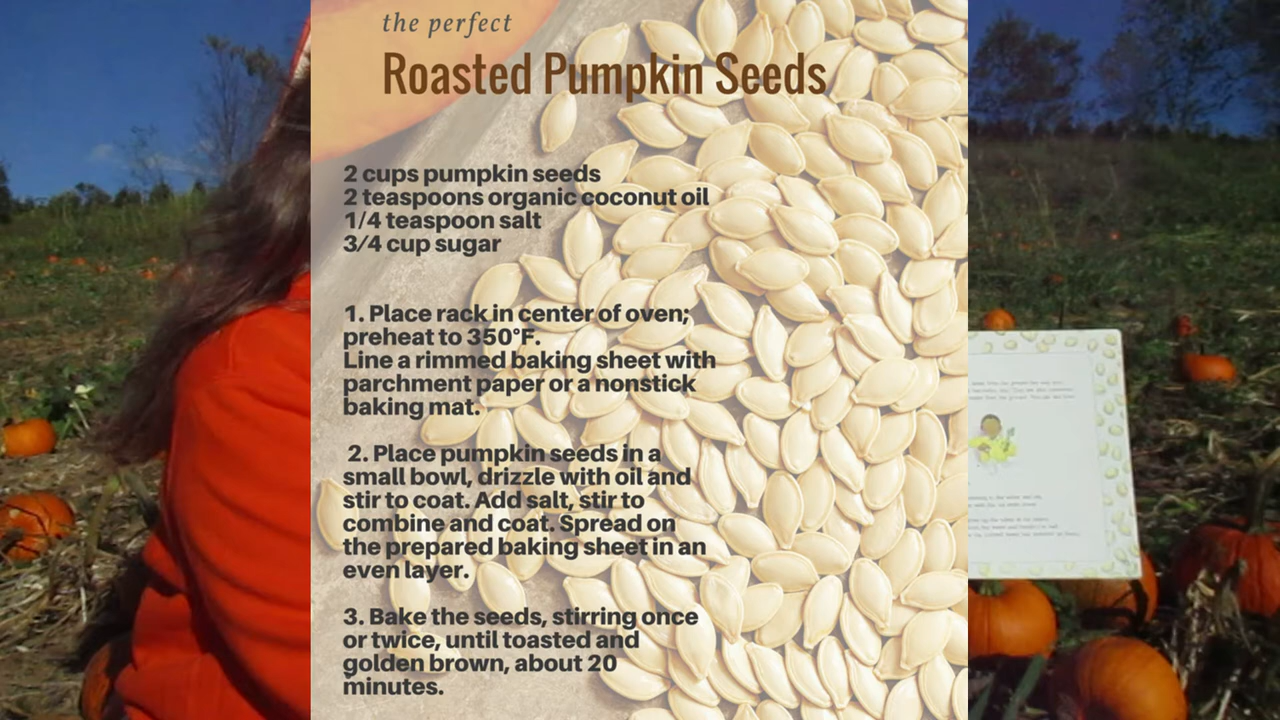 the perfect
Roasted Pumpkin Seeds
2 cups pumpkin seeds
2 teaspoons organic coconut oil
1/4 teaspoon salt
3/4 cup sugar
1. Place rack in center of oven;
preheat to 350°F.
Line a rimmed baking sheet with
parchment paper or a nonstick
baking mat.
2. Place pumpkin seeds in a
small bowl, drizzle with oil and
stir to coat. Add salt, stir to
combine and coat. Spread on
the prepared baking sheet in an
even layer.
3. Bake the seeds, stirring once
or twice, until toasted and
golden brown, about 20
minutes.